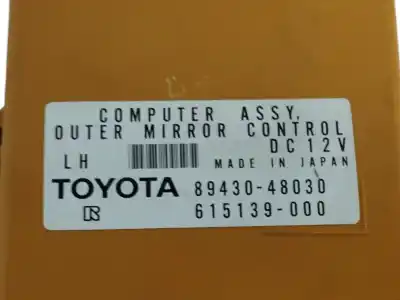 COMPUTER ASSY,
OUTER MIRROR CONTROL
DC12V
LH
MADE IN JAPAN
TOYOTA 89430-48030
R 615139-000